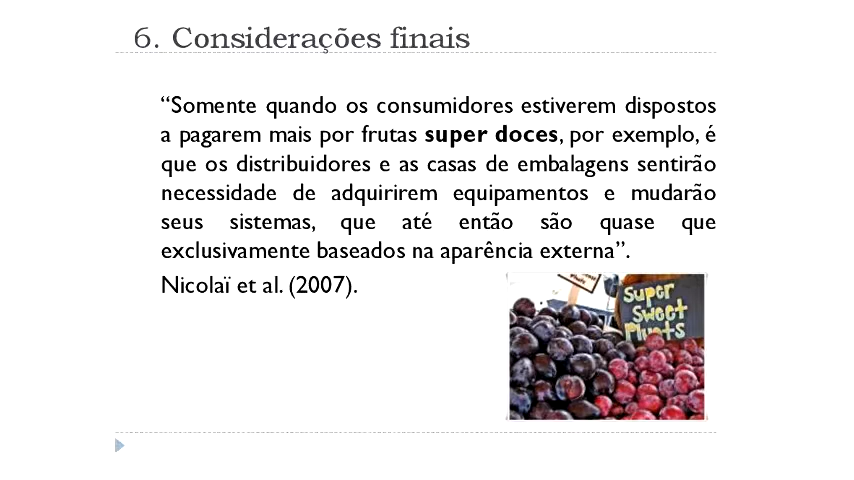 6. Considerações finais
“Somente quando os consumidores estiverem dispostos
a pagarem mais por frutas super doces, por exemplo, é
que os distribuidores e as casas de embalagens sentirão
necessidade de adquirirem equipamentos e mudarão
seus sistemas, que até então são quase que
exclusivamente baseados na aparência externa”.
Nicolaï et al. (2007).
Super
Sweet
Pluots